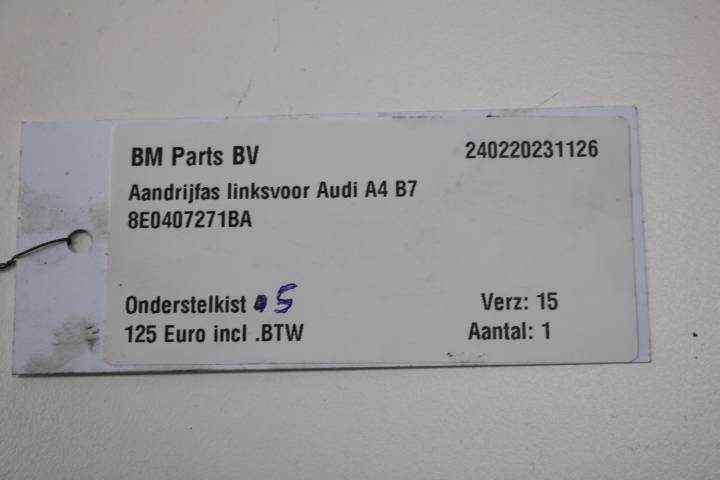 BM Parts BV 240220231126
Aandrijfas linksvoor Audi A4 B7
8E0407271BA
Onderstelkist 5 Verz: 15
125 Euro incl .BTW Aantal: 1